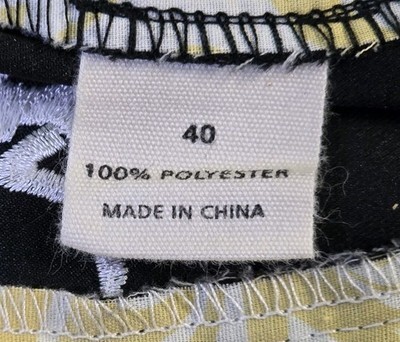 40
100% POLYESTER
MADE IN CHINA